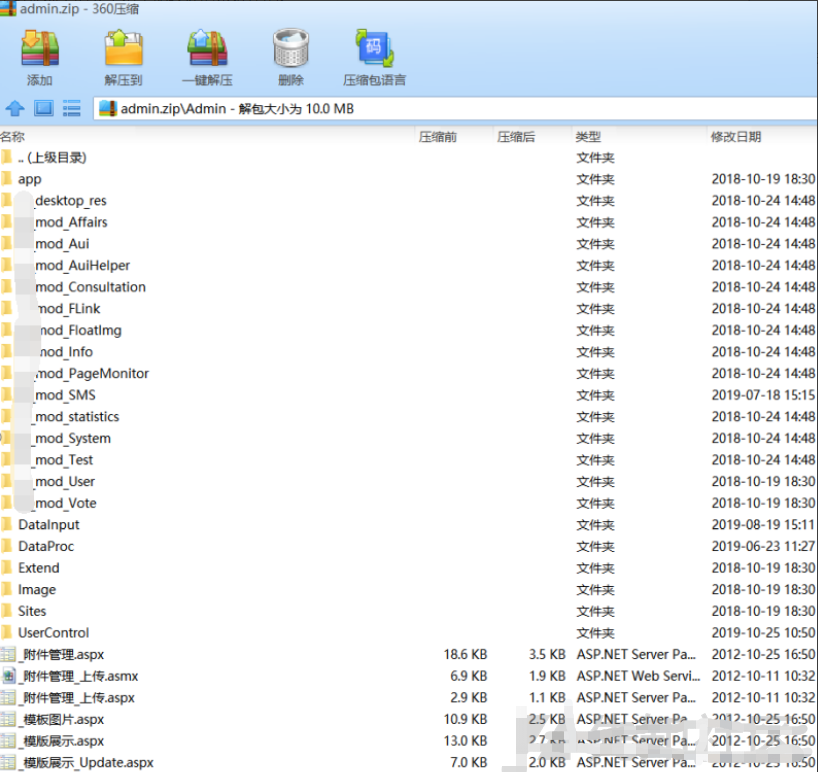 admin.zip - 360压缩
添加 解压到 一键解压 删除 压缩包语言
admin.zip\Admin - 解包大小为 10.0 MB
名称 压缩前 压缩后 类型 修改日期
.. (上级目录) 文件夹
app 文件夹 2018-10-19 18:30
_desktop_res 文件夹 2018-10-24 14:48
_mod_Affairs 文件夹 2018-10-24 14:48
_mod_Aui 文件夹 2018-10-24 14:48
_mod_AuiHelper 文件夹 2018-10-24 14:48
_mod_Consultation 文件夹 2018-10-24 14:48
mod_FLink 文件夹 2018-10-24 14:48
mod_FloatImg 文件夹 2018-10-24 14:48
mod_Info 文件夹 2018-10-24 14:48
_mod_PageMonitor 文件夹 2018-10-24 14:48
_mod_SMS 文件夹 2019-07-18 15:15
_mod_statistics 文件夹 2018-10-24 14:48
_mod_System 文件夹 2018-10-24 14:48
_mod_Test 文件夹 2018-10-24 14:48
_mod_User 文件夹 2018-10-19 18:30
_mod_Vote 文件夹 2018-10-19 18:30
DataInput 文件夹 2019-08-19 15:11
DataProc 文件夹 2019-06-23 11:27
Extend 文件夹 2018-10-19 18:30
Image 文件夹 2018-10-19 18:30
Sites 文件夹 2018-10-19 18:30
UserControl 文件夹 2019-10-25 10:50
_附件管理.aspx 18.6 KB 3.5 KB ASP.NET Server Pa... 2012-10-25 16:50
_附件管理_上传.asmx 6.9 KB 1.9 KB ASP.NET Web Servi... 2012-10-11 10:32
_附件管理_上传.aspx 2.9 KB 1.1 KB ASP.NET Server Pa... 2012-10-11 10:32
_模板图片.aspx 10.9 KB 2.5 KB ASP.NET Server Pa... 2012-10-25 16:50
_模版展示.aspx 13.0 KB 2.7 KB ASP.NET Server Pa... 2012-10-25 16:50
_模版展示_Update.aspx 7.0 KB 2.0 KB ASP.NET Server Pa... 2012-10-25 16:50